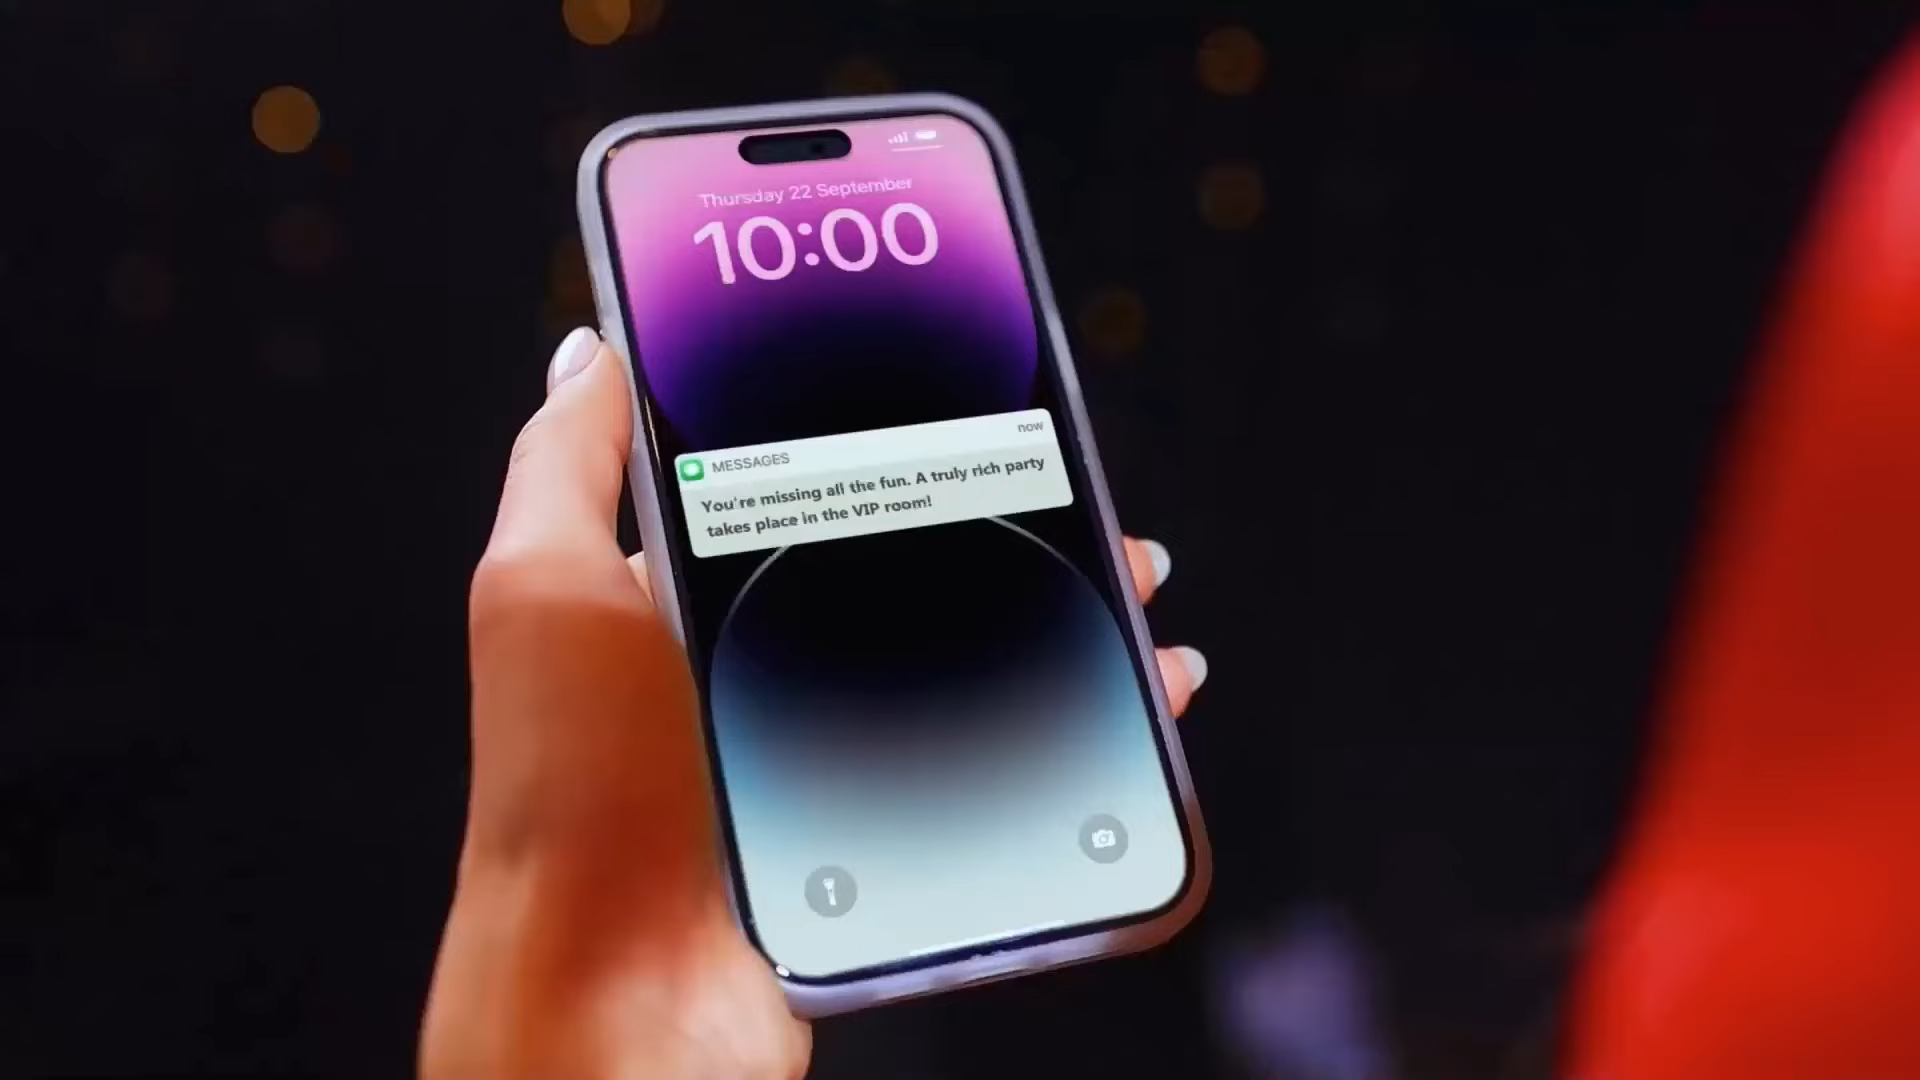 Thursday 22 September
10:00
MESSAGES
now
You're missing all the fun. A truly rich party
takes place in the VIP room!